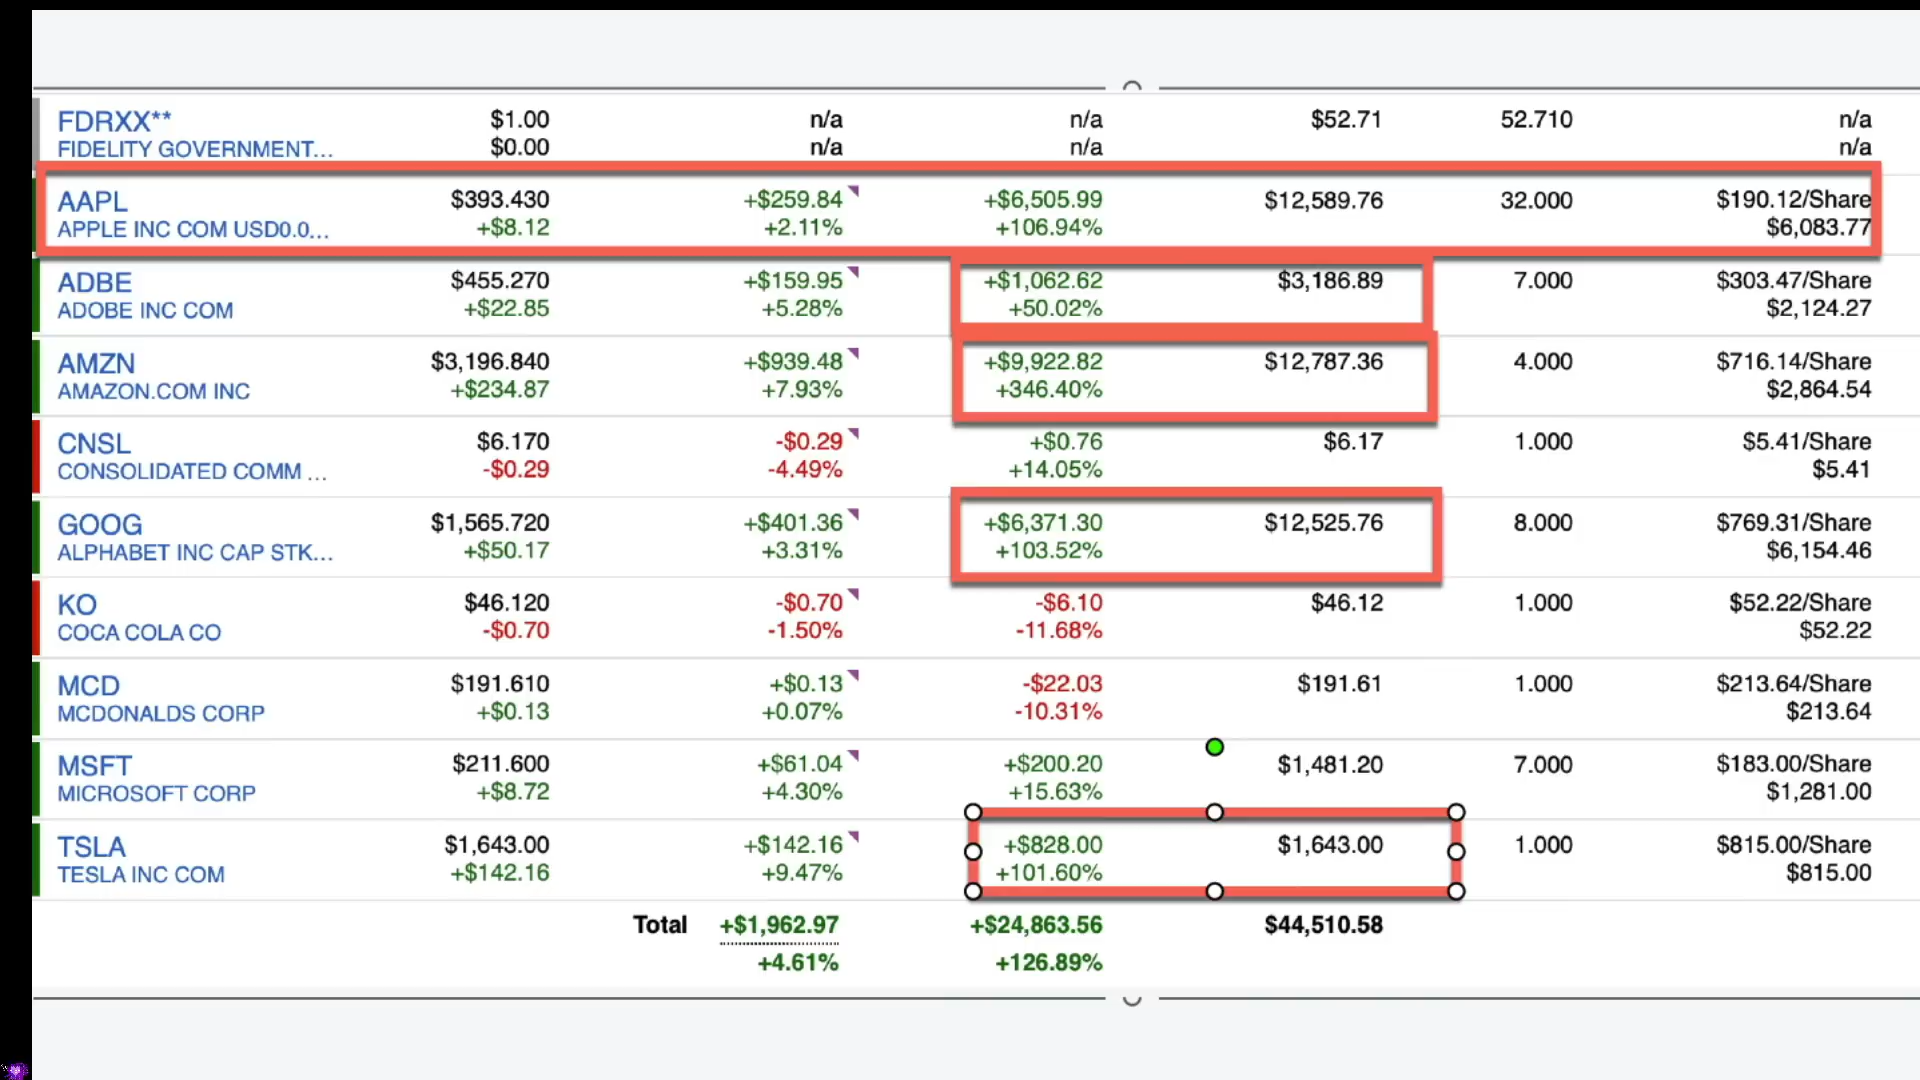 FDRXX** $1.00 n/a n/a $52.71 52.710 n/a
FIDELITY GOVERNMENT... $0.00 n/a n/a n/a
AAPL $393.430 +$259.84 +$6,505.99 $12,589.76 32.000 $190.12/Share
APPLE INC COM USD0.0... +$8.12 +2.11% +106.94% $6,083.77
ADBE $455.270 +$159.95 +$1,062.62 $3,186.89 7.000 $303.47/Share
ADOBE INC COM +$22.85 +5.28% +50.02% $2,124.27
AMZN $3,196.840 +$939.48 +$9,922.82 $12,787.36 4.000 $716.14/Share
AMAZON.COM INC +$234.87 +7.93% +346.40% $2,864.54
CNSL $6.170 -$0.29 +$0.76 $6.17 1.000 $5.41/Share
CONSOLIDATED COMM ... -$0.29 -4.49% +14.05% $5.41
GOOG $1,565.720 +$401.36 +$6,371.30 $12,525.76 8.000 $769.31/Share
ALPHABET INC CAP STK... +$50.17 +3.31% +103.52% $6,154.46
KO $46.120 -$0.70 -$6.10 $46.12 1.000 $52.22/Share
COCA COLA CO -$0.70 -1.50% -11.68% $52.22
MCD $191.610 +$0.13 -$22.03 $191.61 1.000 $213.64/Share
MCDONALDS CORP +$0.13 +0.07% -10.31% $213.64
MSFT $211.600 +$61.04 +$200.20 $1,481.20 7.000 $183.00/Share
MICROSOFT CORP +$8.72 +4.30% +15.63% $1,281.00
TSLA $1,643.00 +$142.16 +$828.00 $1,643.00 1.000 $815.00/Share
TESLA INC COM +$142.16 +9.47% +101.60% $815.00
Total +$1,962.97 +$24,863.56 $44,510.58
+4.61% +126.89%